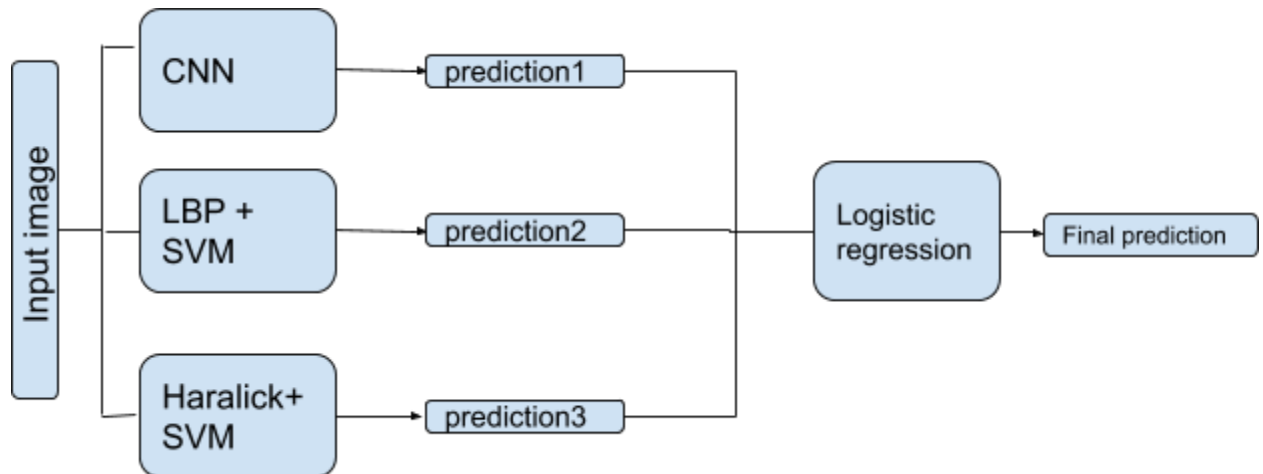 Input image
CNN
prediction1
LBP +
SVM
prediction2
Haralick+
SVM
prediction3
Logistic
regression
Final prediction